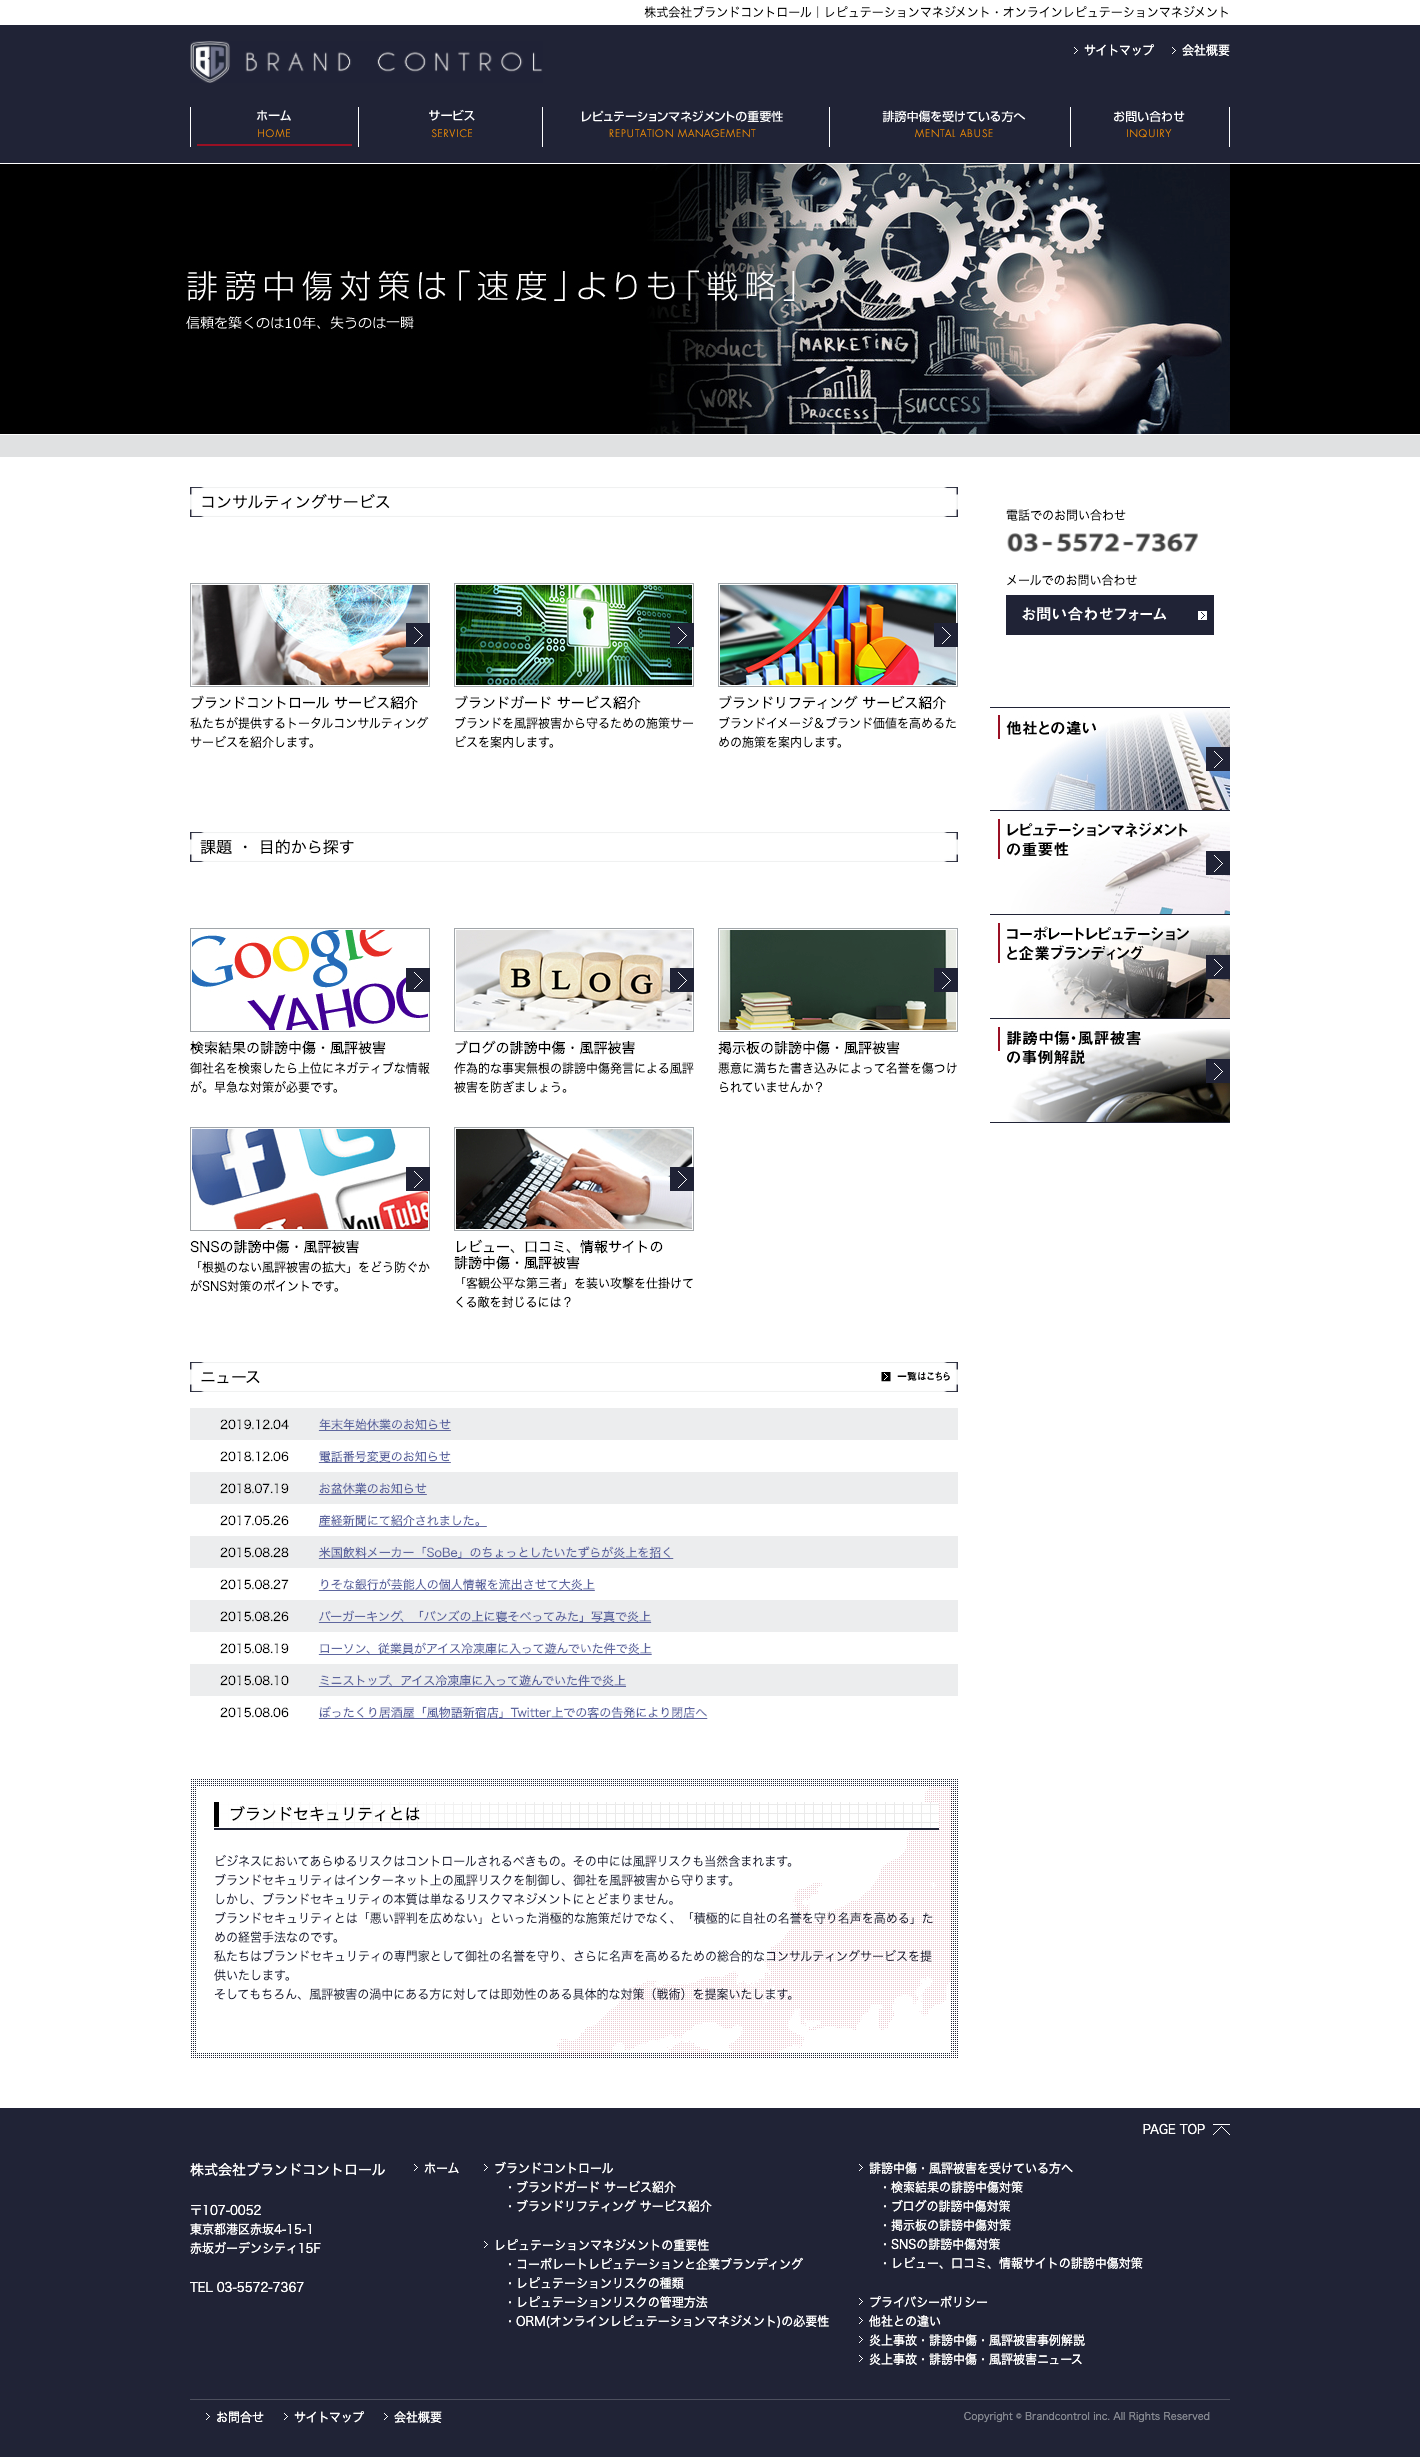 株式会社ブランドコントロール｜レピュテーションマネジメント・オンラインレピュテーションマネジメント
BC BRAND CONTROL
サイトマップ 会社概要
ホーム サービス レピュテーションマネジメントの重要性 誹謗中傷を受けている方へ お問い合わせ
HOME SERVICE REPUTATION MANAGEMENT MENTAL ABUSE INQUIRY
誹謗中傷対策は「速度」よりも「戦略」
信頼を築くのは10年、失うのは一瞬
money
WORK
Product
MARKETING
WORK
PROCESS
SUCCESS
コンサルティングサービス
電話でのお問い合わせ
03-5572-7367
メールでのお問い合わせ
お問い合わせフォーム
ブランドコントロール サービス紹介
私たちが提供するトータルコンサルティング
サービスを紹介します。
ブランドガード サービス紹介
ブランドを風評被害から守るための施策サー
ビスを案内します。
ブランドリフティング サービス紹介
ブランドイメージ＆ブランド価値を高めるた
めの施策を案内します。
他社との違い
レピュテーションマネジメント
の重要性
コーポレートレピュテーション
と企業ブランディング
誹謗中傷・風評被害
の事例解説
課題 ・ 目的から探す
Google
YAHOO
検索結果の誹謗中傷・風評被害
御社名を検索したら上位にネガティブな情報
が。早急な対策が必要です。
BLOG
ブログの誹謗中傷・風評被害
作為的な事実無根の誹謗中傷発言による風評
被害を防ぎましょう。
掲示板の誹謗中傷・風評被害
悪意に満ちた書き込みによって名誉を傷つけ
られていませんか？
You Tube
SNSの誹謗中傷・風評被害
「根拠のない風評被害の拡大」をどう防ぐか
がSNS対策のポイントです。
レビュー、口コミ、情報サイトの
誹謗中傷・風評被害
「客観公平な第三者」を装い攻撃を仕掛けて
くる敵を封じるには？
ニュース 一覧はこちら
2019.12.04 年末年始休業のお知らせ
2018.12.06 電話番号変更のお知らせ
2018.07.19 お盆休業のお知らせ
2017.05.26 産経新聞にて紹介されました。
2015.08.28 米国飲料メーカー「SoBe」のちょっとしたいたずらが炎上を招く
2015.08.27 りそな銀行が芸能人の個人情報を流出させて大炎上
2015.08.26 バーガーキング、「バンズの上に寝そべってみた」写真で炎上
2015.08.19 ローソン、従業員がアイス冷凍庫に入って遊んでいた件で炎上
2015.08.10 ミニストップ、アイス冷凍庫に入って遊んでいた件で炎上
2015.08.06 ぼったくり居酒屋「風物語新宿店」Twitter上での客の告発により閉店へ
ブランドセキュリティとは
ビジネスにおいてあらゆるリスクはコントロールされるべきもの。その中には風評リスクも当然含まれます。
ブランドセキュリティはインターネット上の風評リスクを制御し、御社を風評被害から守ります。
しかし、ブランドセキュリティの本質は単なるリスクマネジメントにとどまりません。
ブランドセキュリティとは「悪い評判を広めない」といった消極的な施策だけでなく、「積極的に自社の名誉を守り名声を高める」た
めの経営手法なのです。
私たちはブランドセキュリティの専門家として御社の名誉を守り、さらに名声を高めるための総合的なコンサルティングサービスを提
供いたします。
そしてもちろん、風評被害の渦中にある方に対しては即効性のある具体的な対策（戦術）を提案いたします。
PAGE TOP
株式会社ブランドコントロール
〒107-0052
東京都港区赤坂4-15-1
赤坂ガーデンシティ15F
TEL 03-5572-7367
ホーム
ブランドコントロール
・ブランドガード サービス紹介
・ブランドリフティング サービス紹介
レピュテーションマネジメントの重要性
・コーポレートレピュテーションと企業ブランディング
・レピュテーションリスクの種類
・レピュテーションリスクの管理方法
・ORM(オンラインレピュテーションマネジメント)の必要性
誹謗中傷・風評被害を受けている方へ
・検索結果の誹謗中傷対策
・ブログの誹謗中傷対策
・掲示板の誹謗中傷対策
・SNSの誹謗中傷対策
・レビュー、口コミ、情報サイトの誹謗中傷対策
プライバシーポリシー
他社との違い
炎上事故・誹謗中傷・風評被害事例解説
炎上事故・誹謗中傷・風評被害ニュース
お問合せ サイトマップ 会社概要
Copyright © Brandcontrol inc. All Rights Reserved